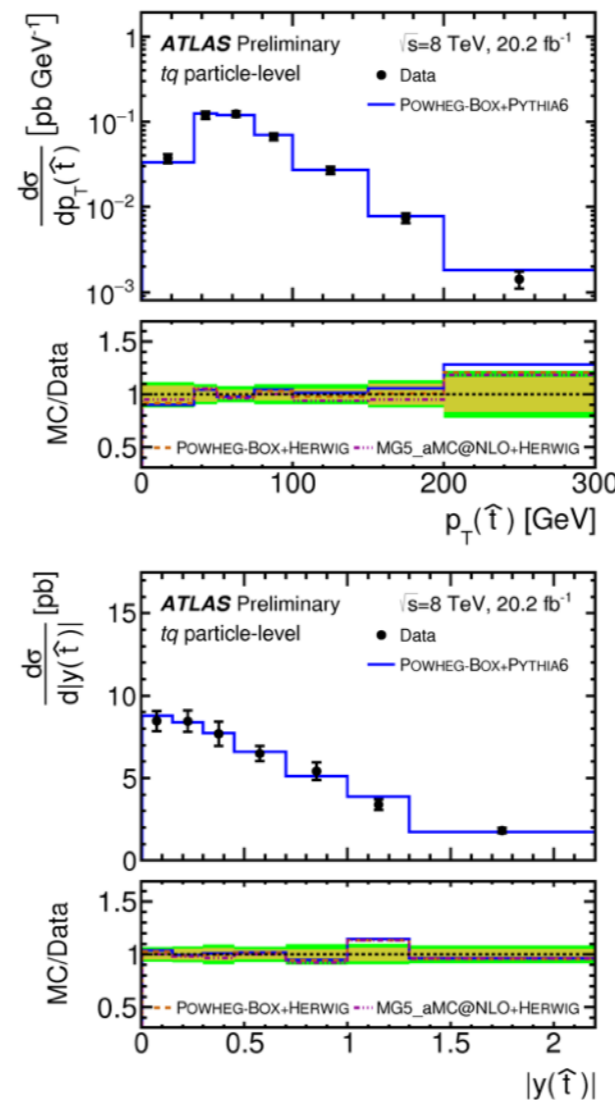 ATLAS Preliminary √s=8 TeV, 20.2 fb⁻¹
tq particle-level
Data
POWHEG-BOX+PYTHIA6
dσ/dp_T(t̂) [pb GeV⁻¹]
1
10⁻¹
10⁻²
10⁻³
MC/Data
1.5
1
0.5
POWHEG-BOX+HERWIG MG5_aMC@NLO+HERWIG
0 100 200 300
p_T(t̂) [GeV]
ATLAS Preliminary √s=8 TeV, 20.2 fb⁻¹
tq particle-level
Data
POWHEG-BOX+PYTHIA6
dσ/d|y(t̂)| [pb]
15
10
5
0
MC/Data
1.5
1
0.5
POWHEG-BOX+HERWIG MG5_aMC@NLO+HERWIG
0 0.5 1 1.5 2
|y(t̂)|